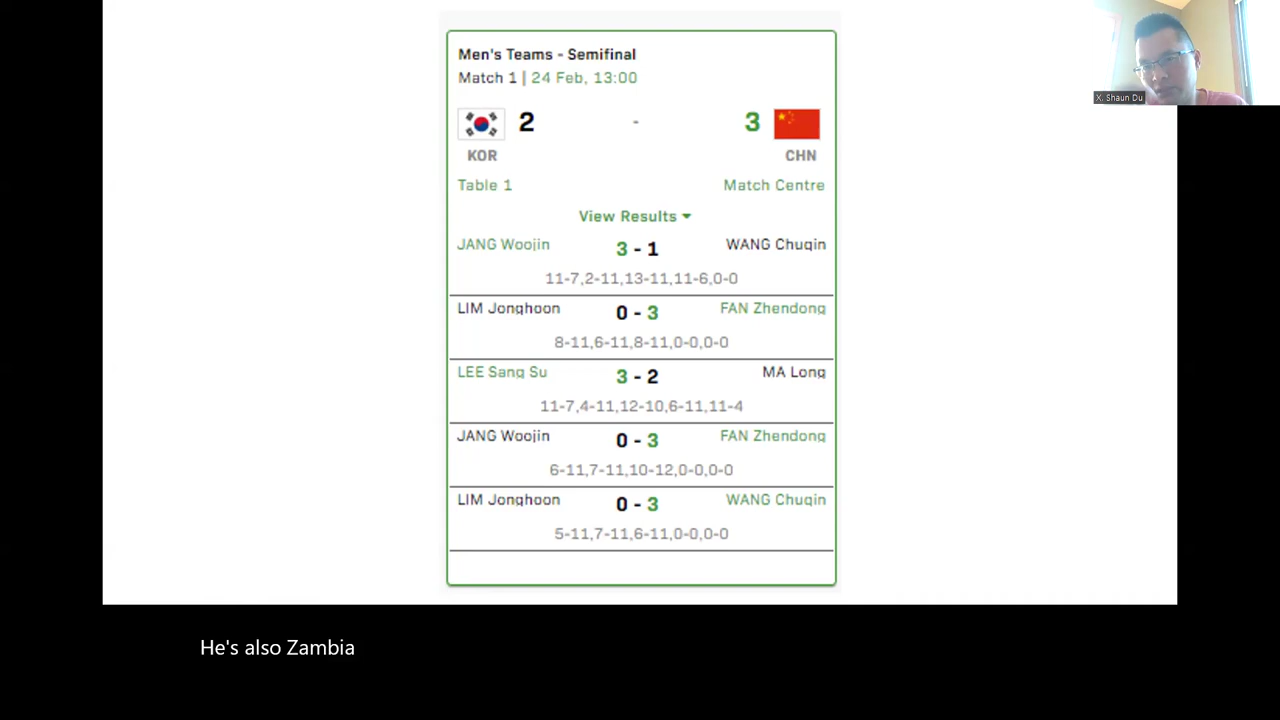 Men's Teams - Semifinal
Match 1 | 24 Feb, 13:00
X. Shaun Du
2 - 3
KOR CHN
Table 1 Match Centre
View Results
JANG Woojin 3 - 1 WANG Chuqin
11-7,2-11,13-11,11-6,0-0
LIM Jonghoon 0 - 3 FAN Zhendong
8-11,6-11,8-11,0-0,0-0
LEE Sang Su 3 - 2 MA Long
11-7,4-11,12-10,6-11,11-4
JANG Woojin 0 - 3 FAN Zhendong
6-11,7-11,10-12,0-0,0-0
LIM Jonghoon 0 - 3 WANG Chuqin
5-11,7-11,6-11,0-0,0-0
He's also Zambia